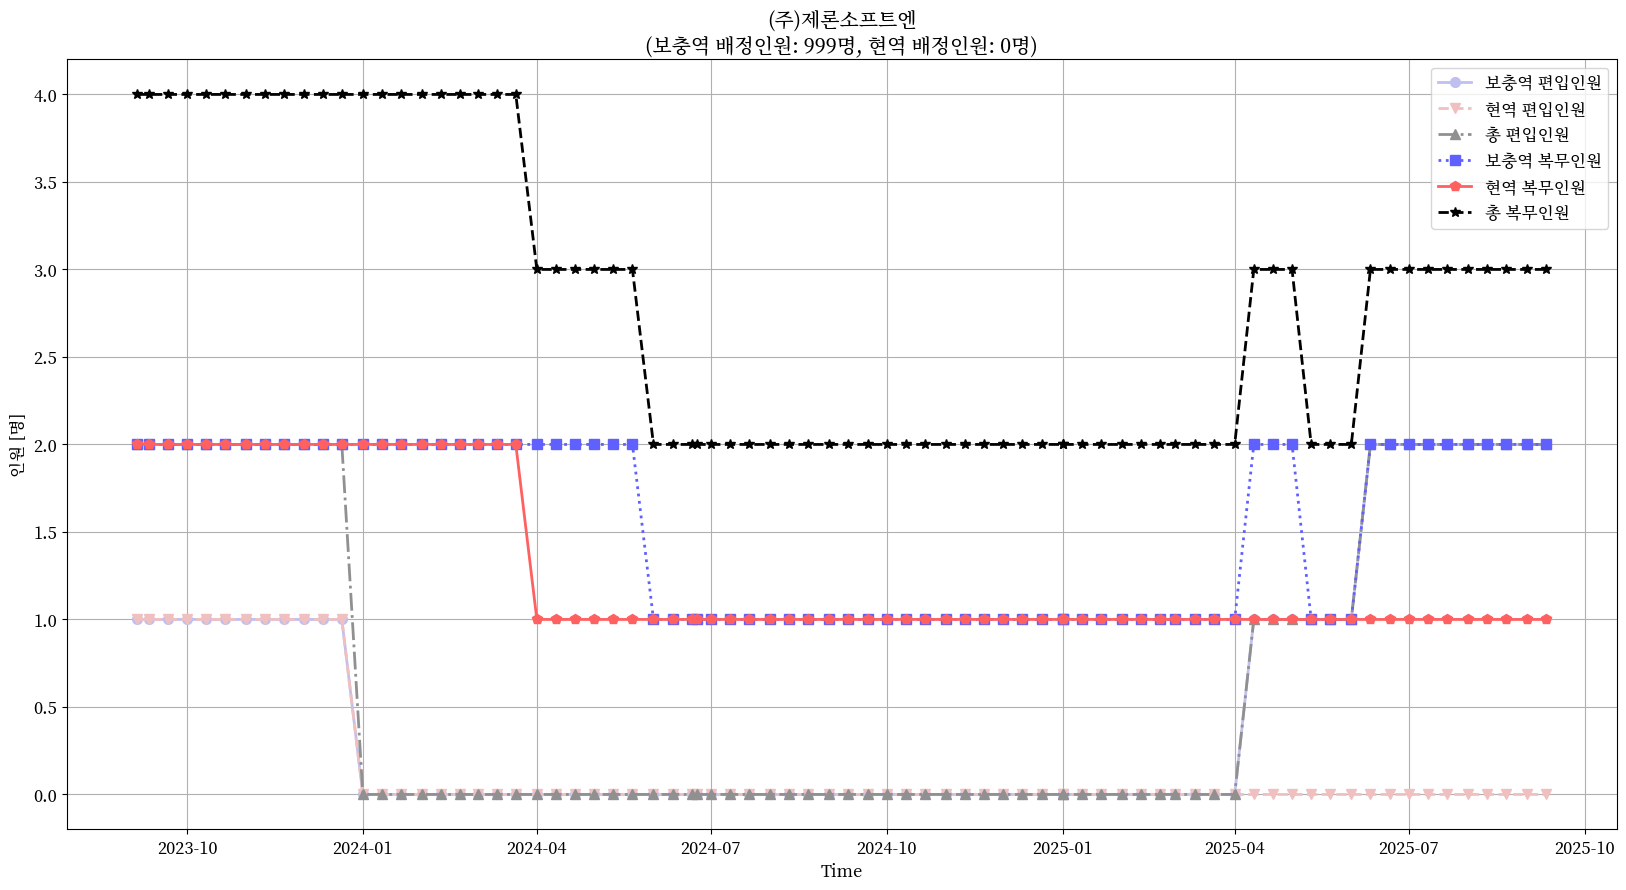 (주)제론소프트엔
(보충역 배정인원: 999명, 현역 배정인원: 0명)
보충역 편입인원
현역 편입인원
총 편입인원
보충역 복무인원
현역 복무인원
총 복무인원
인원 [명]
4.0
3.5
3.0
2.5
2.0
1.5
1.0
0.5
0.0
2023-10 2024-01 2024-04 2024-07 2024-10 2025-01 2025-04 2025-07 2025-10
Time